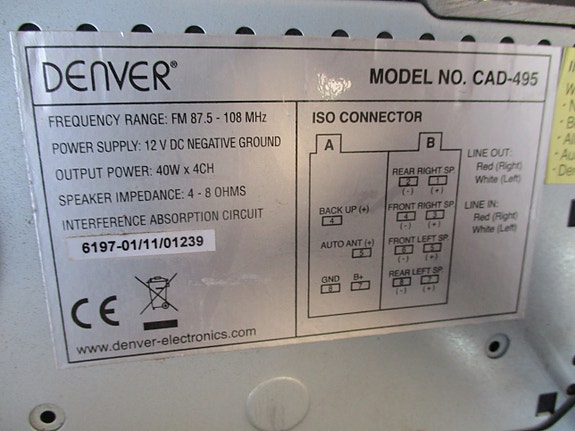 DENVER®
MODEL NO. CAD-495
FREQUENCY RANGE: FM 87.5 - 108 MHz
POWER SUPPLY: 12 V DC NEGATIVE GROUND
OUTPUT POWER: 40W x 4CH
SPEAKER IMPEDANCE: 4 - 8 OHMS
INTERFERENCE ABSORPTION CIRCUIT
6197-01/11/01239
CE
www.denver-electronics.com
ISO CONNECTOR
A B
REAR RIGHT SP.
2 1
(-) (+)
FRONT RIGHT SP.
4 3
(-) (+)
FRONT LEFT SP.
6 5
(-) (+)
REAR LEFT SP.
8 7
(-) (+)
BACK UP (+)
4
AUTO ANT (+)
5
GND B+
8 7
LINE OUT:
Red (Right)
White (Left)
LINE IN:
Red (Right)
White (Left)